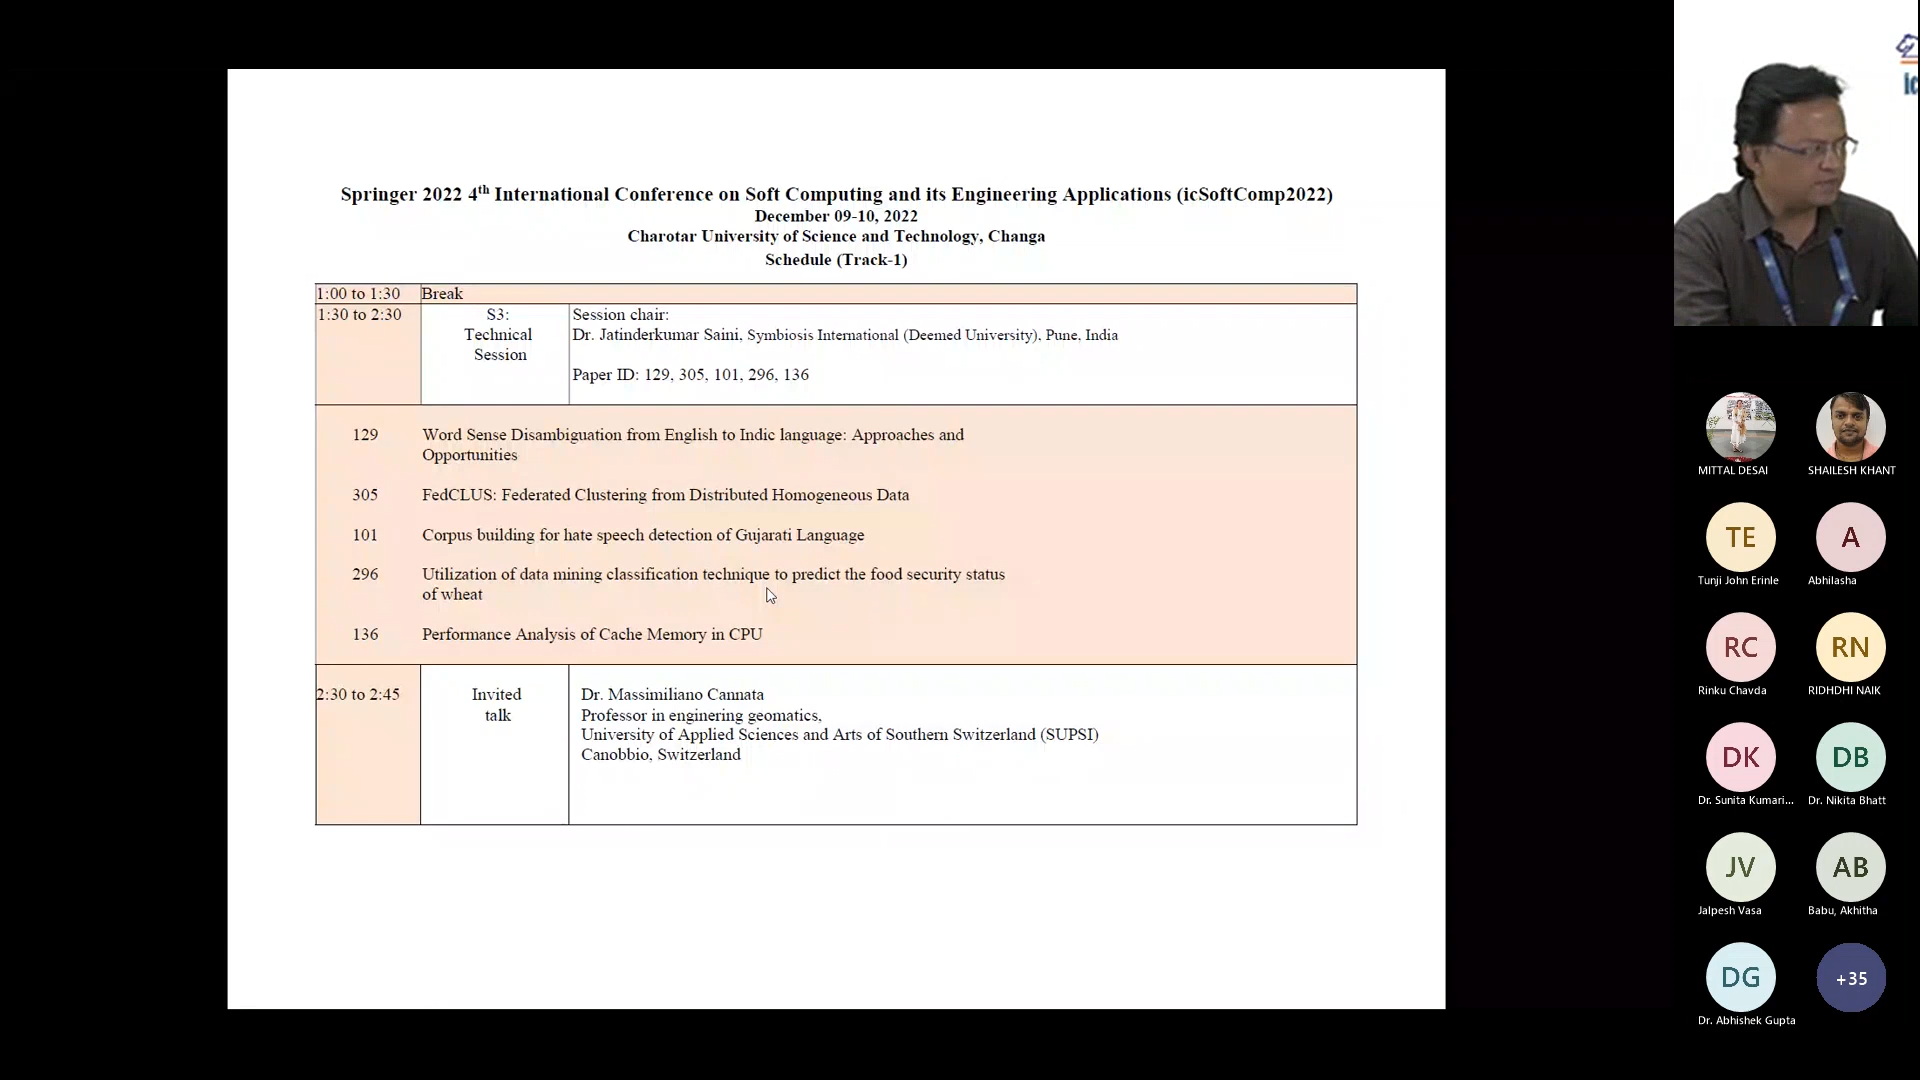 Springer 2022 4th International Conference on Soft Computing and its Engineering Applications (icSoftComp2022)
December 09-10, 2022
Charotar University of Science and Technology, Changa
Schedule (Track-1)
1:00 to 1:30 Break
1:30 to 2:30
S3:
Technical
Session
Session chair:
Dr. Jatinderkumar Saini, Symbiosis International (Deemed University), Pune, India
Paper ID: 129, 305, 101, 296, 136
129 Word Sense Disambiguation from English to Indic language: Approaches and
Opportunities
305 FedCLUS: Federated Clustering from Distributed Homogeneous Data
101 Corpus building for hate speech detection of Gujarati Language
296 Utilization of data mining classification technique to predict the food security status
of wheat
136 Performance Analysis of Cache Memory in CPU
2:30 to 2:45
Invited
talk
Dr. Massimiliano Cannata
Professor in enginering geomatics,
University of Applied Sciences and Arts of Southern Switzerland (SUPSI)
Canobbio, Switzerland
ic
MITTAL DESAI
SHAILESH KHANT
TE
Tunji John Erinle
A
Abhilasha
RC
Rinku Chavda
RN
RIDHDHI NAIK
DK
Dr. Sunita Kumari...
DB
Dr. Nikita Bhatt
JV
Jalpesh Vasa
AB
Babu, Akhitha
DG
Dr. Abhishek Gupta
+35